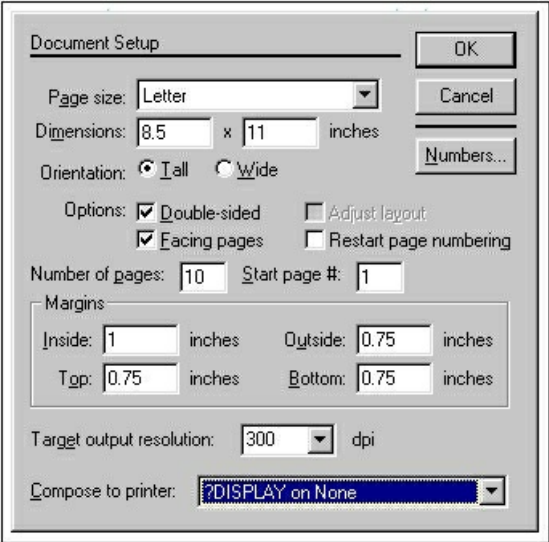 Document Setup
OK
Page size: Letter
Cancel
Dimensions: 8.5 x 11 inches
Numbers...
Orientation: Tall Wide
Options: Double-sided Adjust layout
Facing pages Restart page numbering
Number of pages: 10 Start page #: 1
Margins
Inside: 1 inches Outside: 0.75 inches
Top: 0.75 inches Bottom: 0.75 inches
Target output resolution: 300 dpi
Compose to printer: ?DISPLAY on None